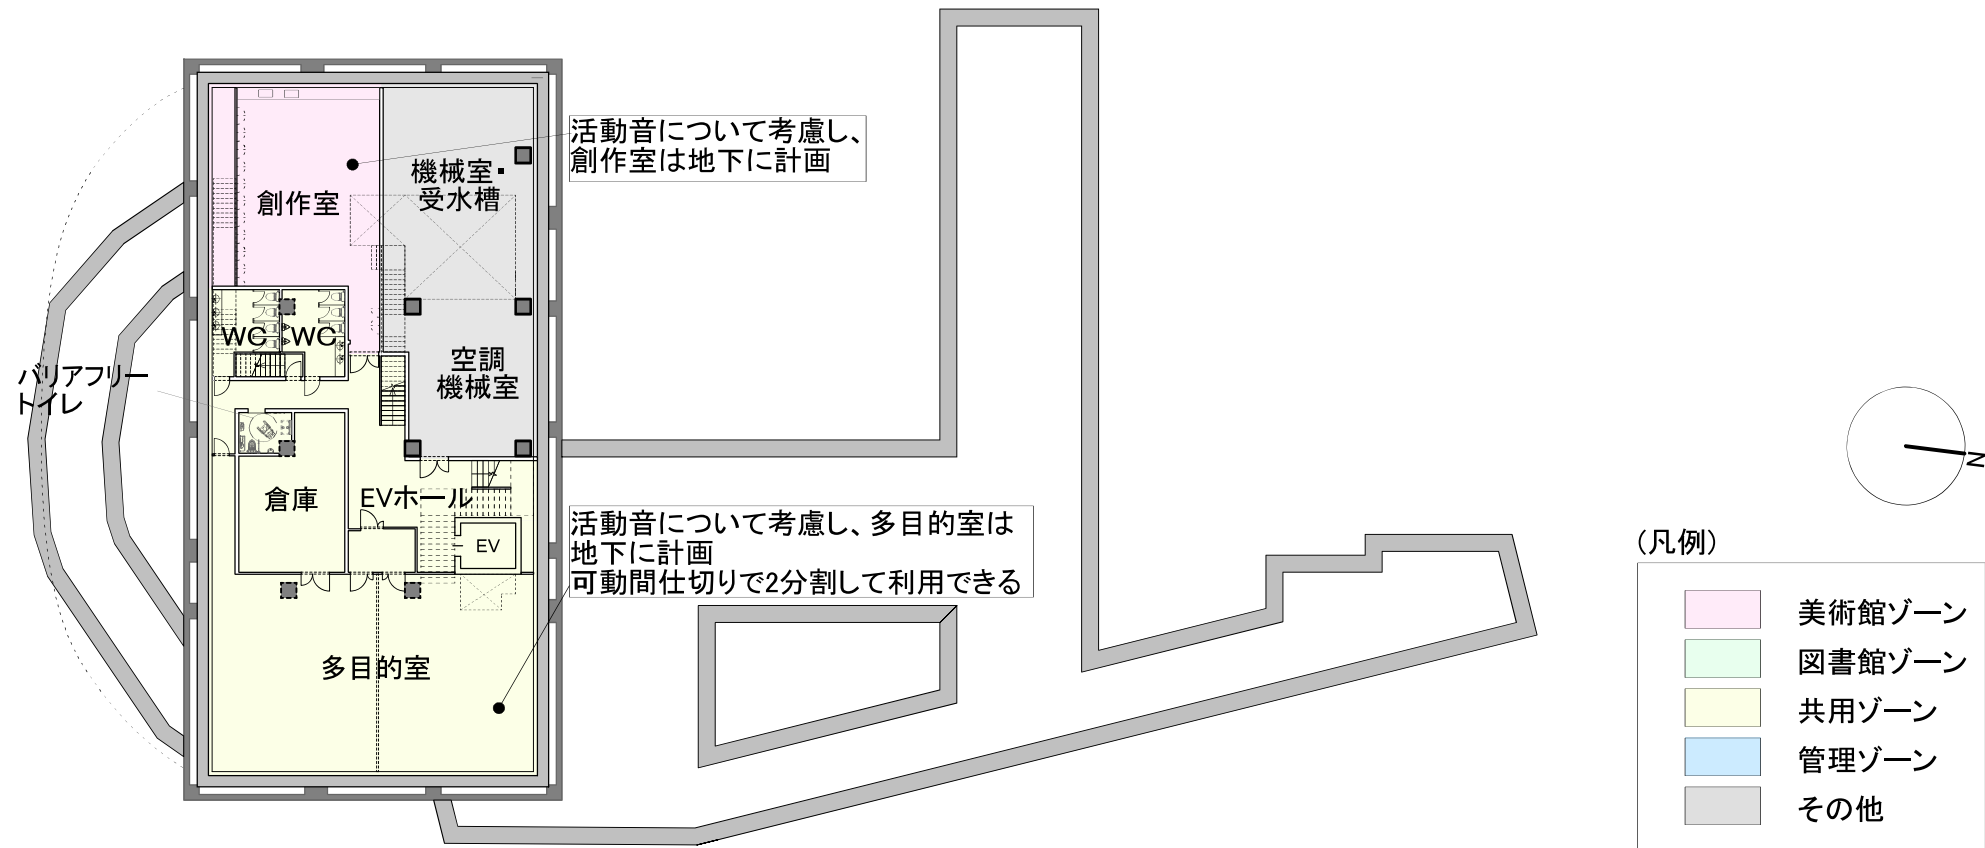 活動音について考慮し、
創作室は地下に計画
機械室・
受水槽
創作室
WC
WC
バリアフリー
トイレ
空調
機械室
倉庫
EVホール
EV
活動音について考慮し、多目的室は
地下に計画
可動間仕切りで2分割して利用できる
多目的室
N
（凡例）
美術館ゾーン
図書館ゾーン
共用ゾーン
管理ゾーン
その他